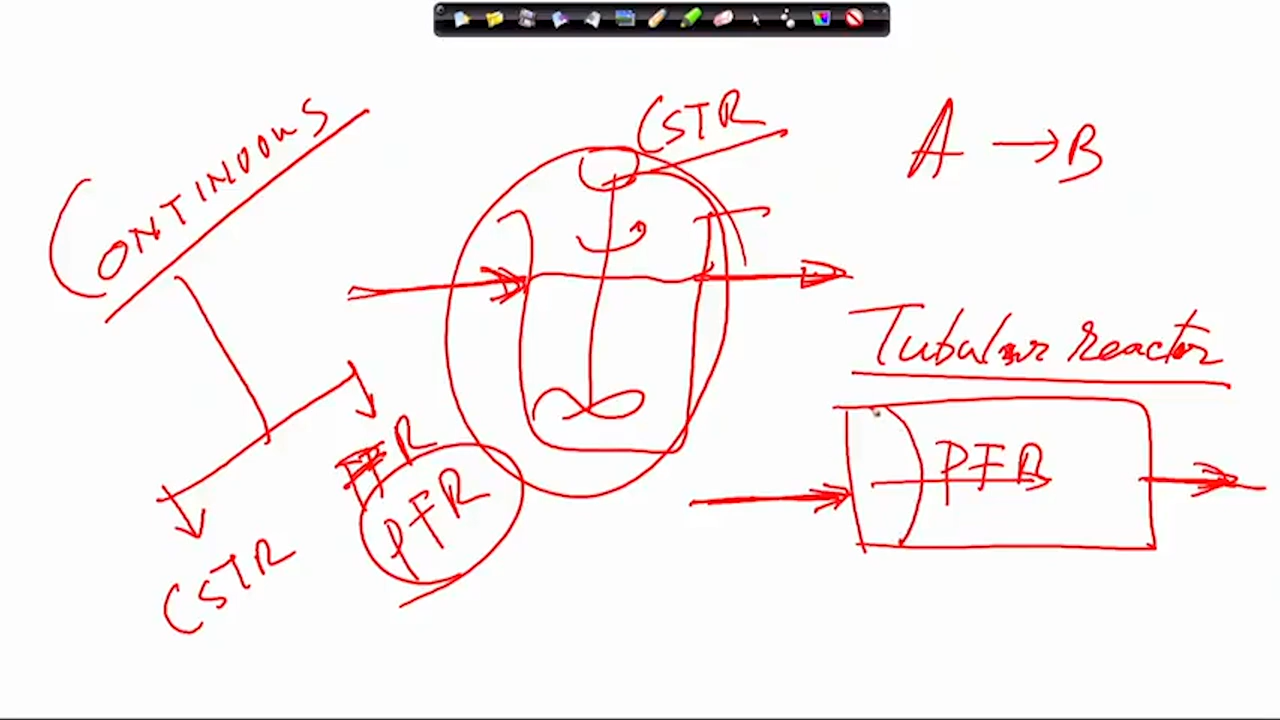 CONTINUOUS
CSTR
A → B
Tubular reactor
PFR
R
PFR
CSTR